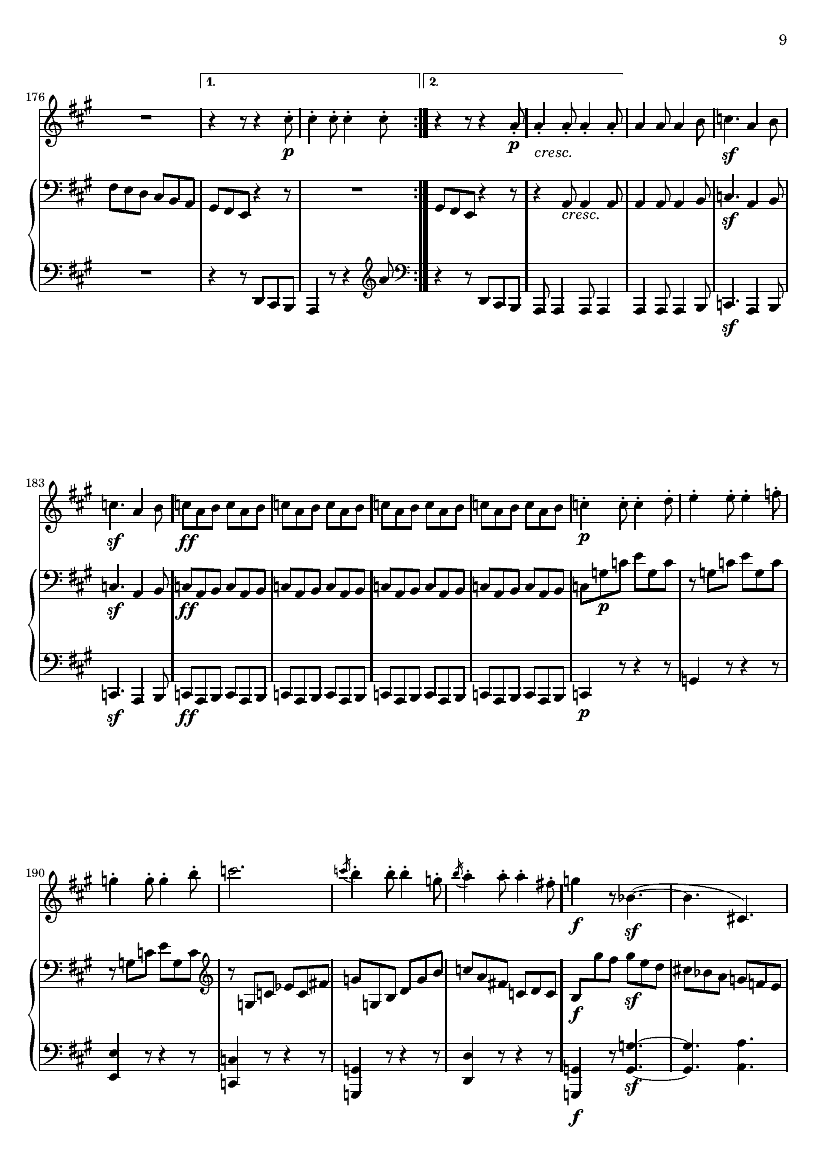 9
1. 2.
176
p p cresc.
cresc. sf
sf
sf
183
sf ff p
sf ff p
sf ff p
190
f sf
f sf
sf
f